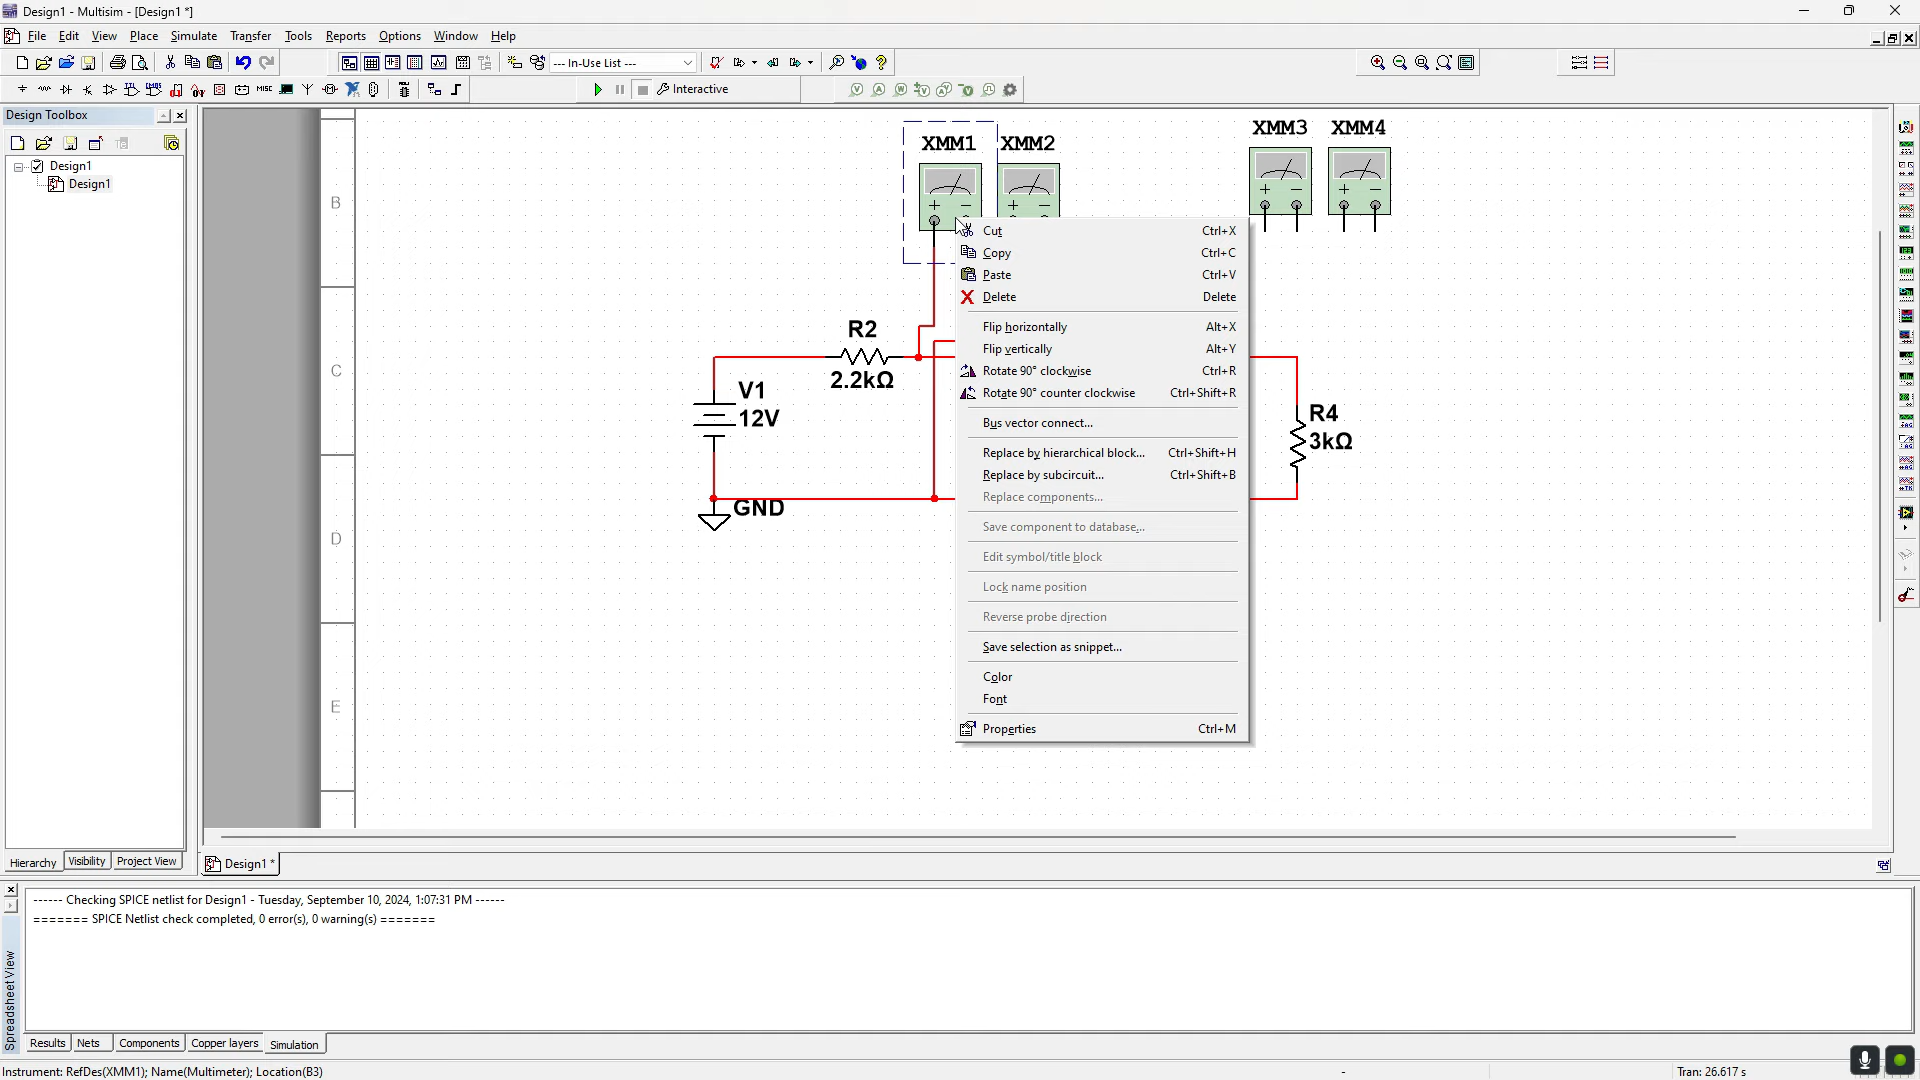 Design1 - Multisim - [Design1 *]
File Edit View Place Simulate Transfer Tools Reports Options Window Help
--- In-Use List ---
MISC
Interactive
Design Toolbox
Design1
Design1
B
C
D
E
XMM1 XMM2
XMM3 XMM4
R2
2.2kΩ
V1
12V
GND
R4
3kΩ
Cut Ctrl+X
Copy Ctrl+C
Paste Ctrl+V
Delete Delete
Flip horizontally Alt+X
Flip vertically Alt+Y
Rotate 90° clockwise Ctrl+R
Rotate 90° counter clockwise Ctrl+Shift+R
Bus vector connect...
Replace by hierarchical block... Ctrl+Shift+H
Replace by subcircuit... Ctrl+Shift+B
Replace components...
Save component to database...
Edit symbol/title block
Lock name position
Reverse probe direction
Save selection as snippet...
Color
Font
Properties Ctrl+M
Hierarchy Visibility Project View
Design1 *
------ Checking SPICE netlist for Design1 - Tuesday, September 10, 2024, 1:07:31 PM ------
======= SPICE Netlist check completed, 0 error(s), 0 warning(s) =======
Spreadsheet View
Results Nets Components Copper layers Simulation
Instrument: RefDes(XMM1); Name(Multimeter); Location(B3)
-
Tran: 26.617 s